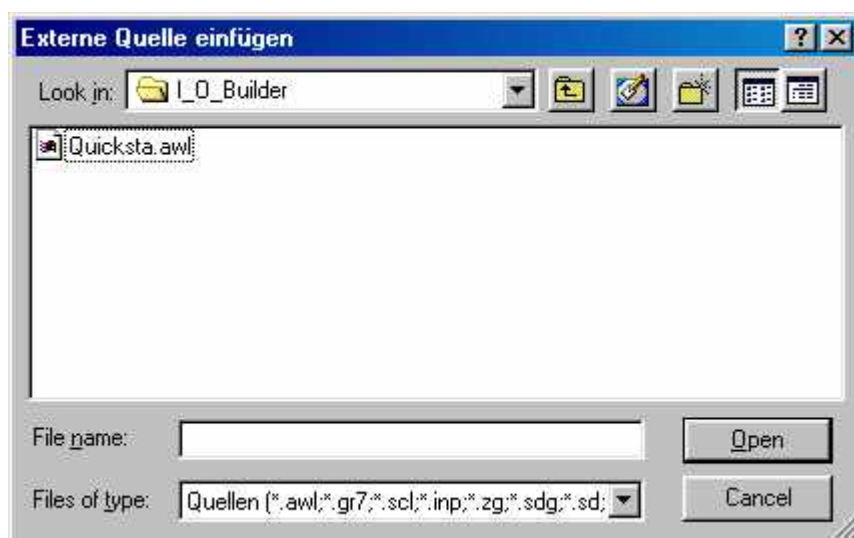 Externe Quelle einfügen
Look in: I_O_Builder
Quicksta.awl
File name:
Open
Files of type: Quellen (*.awl;*.gr7;*.scl;*.inp;*.zg;*.sdg;*.sd;
Cancel